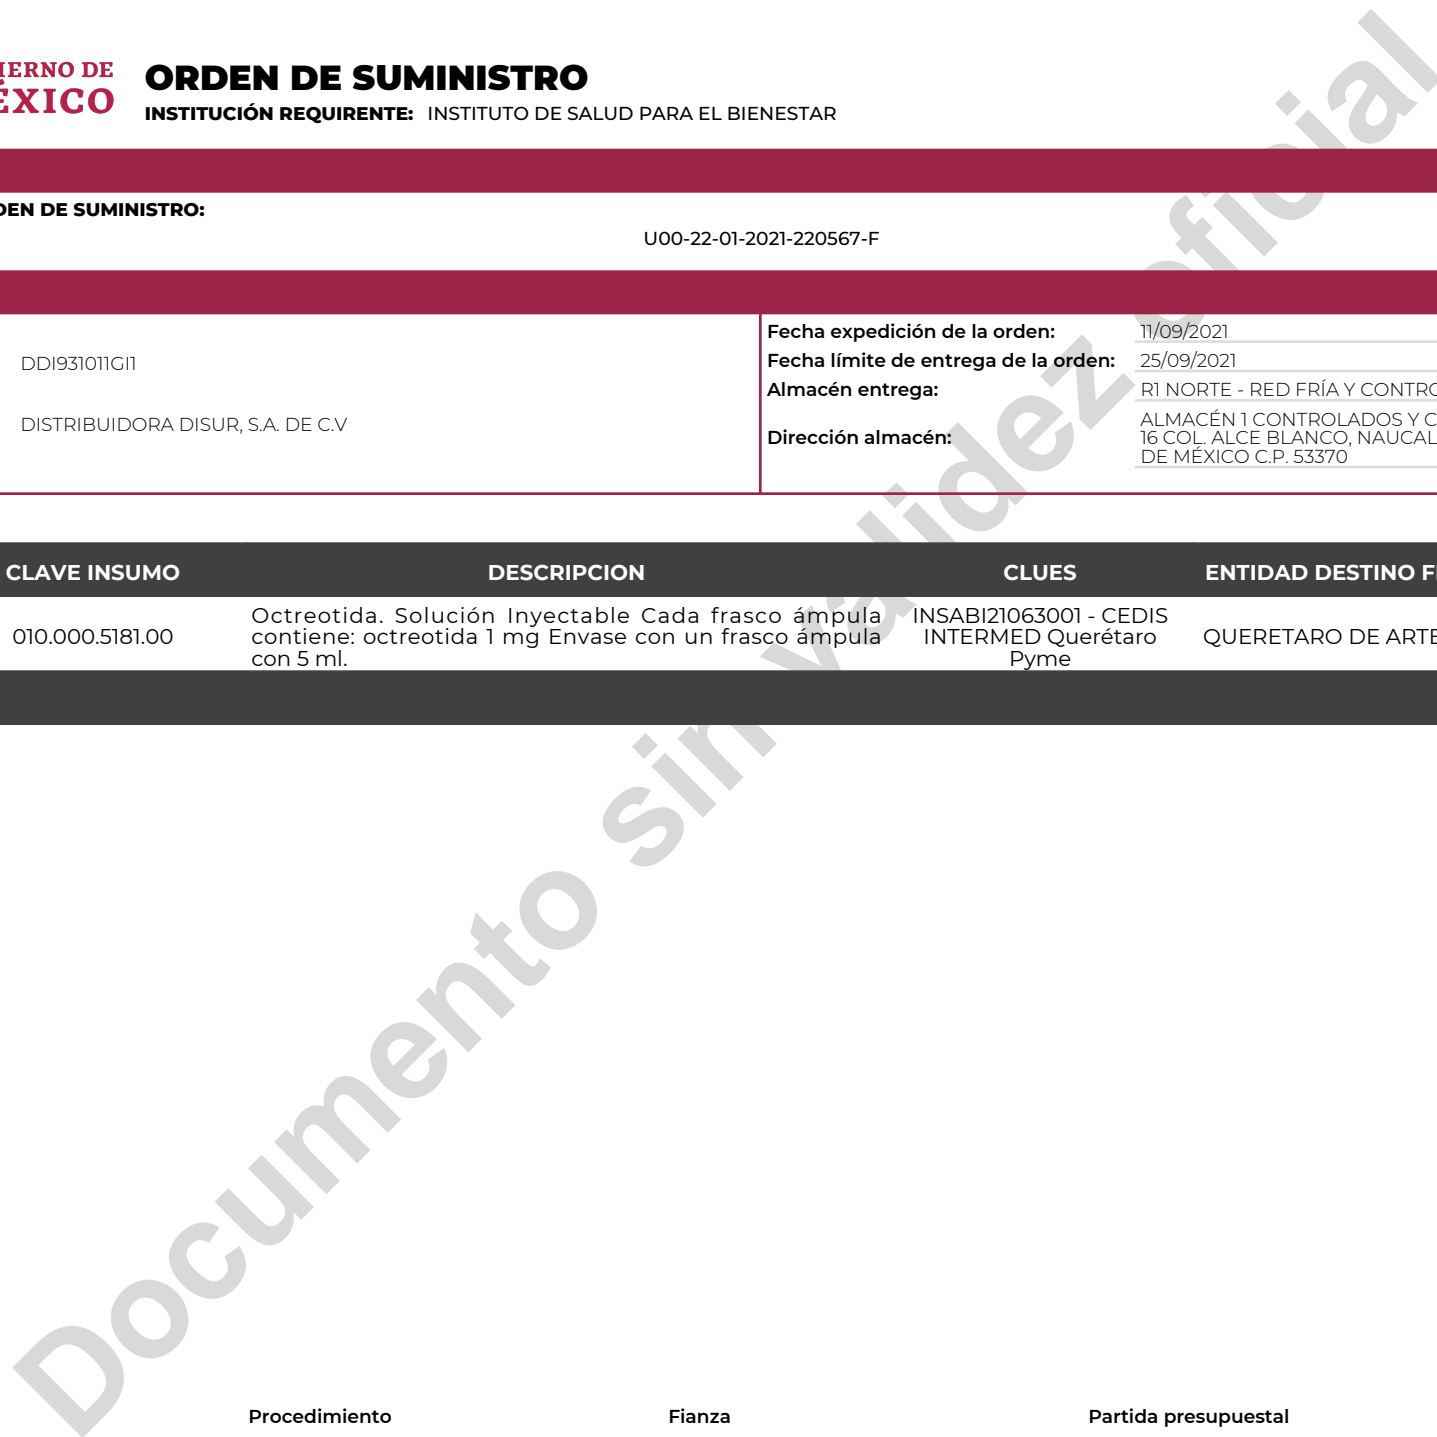 IERNO DE
ÉXICO
ORDEN DE SUMINISTRO
INSTITUCIÓN REQUIRENTE: INSTITUTO DE SALUD PARA EL BIENESTAR
DEN DE SUMINISTRO:
U00-22-01-2021-220567-F
DDI931011GI1
DISTRIBUIDORA DISUR, S.A. DE C.V
Fecha expedición de la orden: 11/09/2021
Fecha límite de entrega de la orden: 25/09/2021
Almacén entrega: R1 NORTE - RED FRÍA Y CONTRO
Dirección almacén: ALMACÉN 1 CONTROLADOS Y C
16 COL. ALCE BLANCO, NAUCAL
DE MÉXICO C.P. 53370
CLAVE INSUMO DESCRIPCION CLUES ENTIDAD DESTINO F
010.000.5181.00
Octreotida. Solución Inyectable Cada frasco ámpula
contiene: octreotida 1 mg Envase con un frasco ámpula
con 5 ml.
INSABI21063001 - CEDIS
INTERMED Querétaro
Pyme
QUERETARO DE ARTE
Documento sin validez oficial
Procedimiento Fianza Partida presupuestal